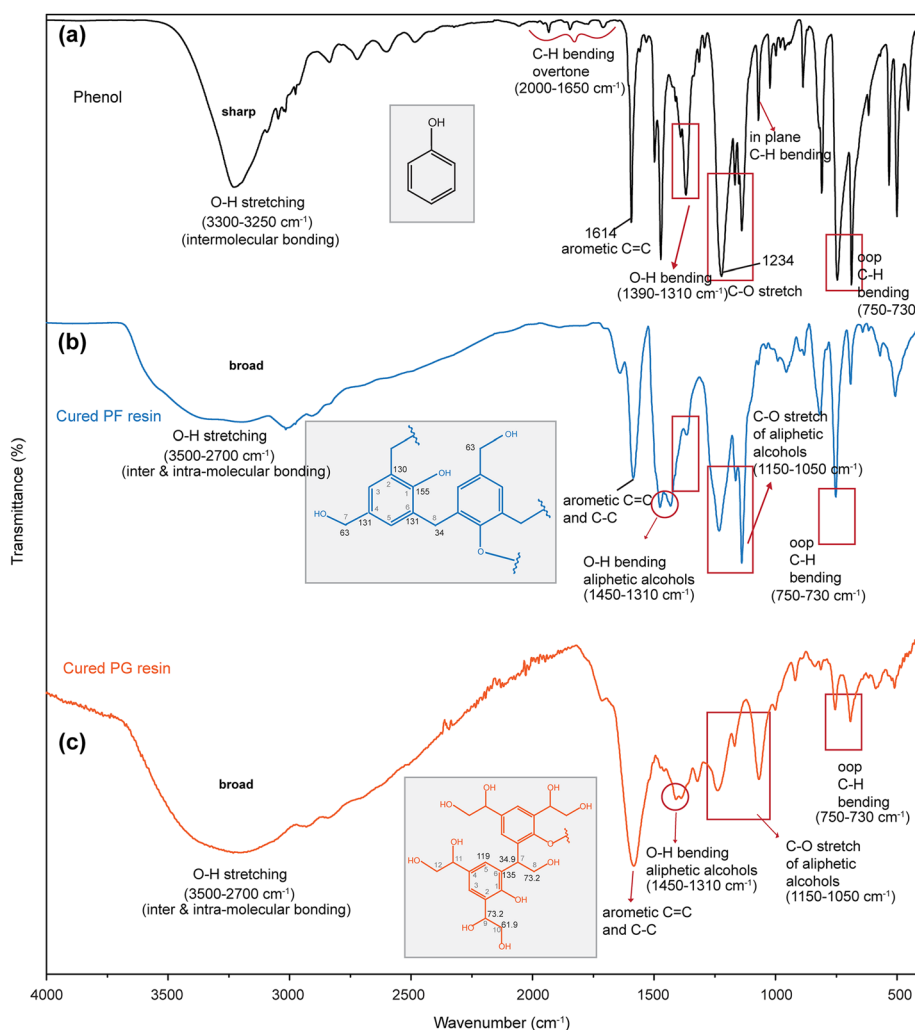 (a)
Phenol
sharp
O-H stretching
(3300-3250 cm⁻¹)
(intermolecular bonding)
OH
C-H bending
overtone
(2000-1650 cm⁻¹)
in plane
C-H bending
1614
arometic C=C
O-H bending
(1390-1310 cm⁻¹)
1234
C-O stretch
oop
C-H
bending
(750-730
(b)
Cured PF resin
broad
O-H stretching
(3500-2700 cm⁻¹)
(inter & intra-molecular bonding)
OH
63
130
OH
2
3
1
155
4
6
HO
7
131
5
131
8
63
34
O
arometic C=C
and C-C
O-H bending
aliphetic alcohols
(1450-1310 cm⁻¹)
C-O stretch
of aliphetic
alcohols
(1150-1050 cm⁻¹)
oop
C-H
bending
(750-730 cm⁻¹)
Cured PG resin
(c)
broad
O-H stretching
(3500-2700 cm⁻¹)
(inter & intra-molecular bonding)
OH
OH
HO
OH
O
OH
119
34.9
7
8
OH
HO
12
11
5
6
135
73.2
4
3
1
2
OH
73.2
HO
9
10
61.9
OH
arometic C=C
and C-C
O-H bending
aliphetic alcohols
(1450-1310 cm⁻¹)
C-O stretch
of aliphetic
alcohols
(1150-1050 cm⁻¹)
oop
C-H
bending
(750-730 cm⁻¹)
Transmittance (%)
4000
3500
3000
2500
2000
1500
1000
500
Wavenumber (cm⁻¹)